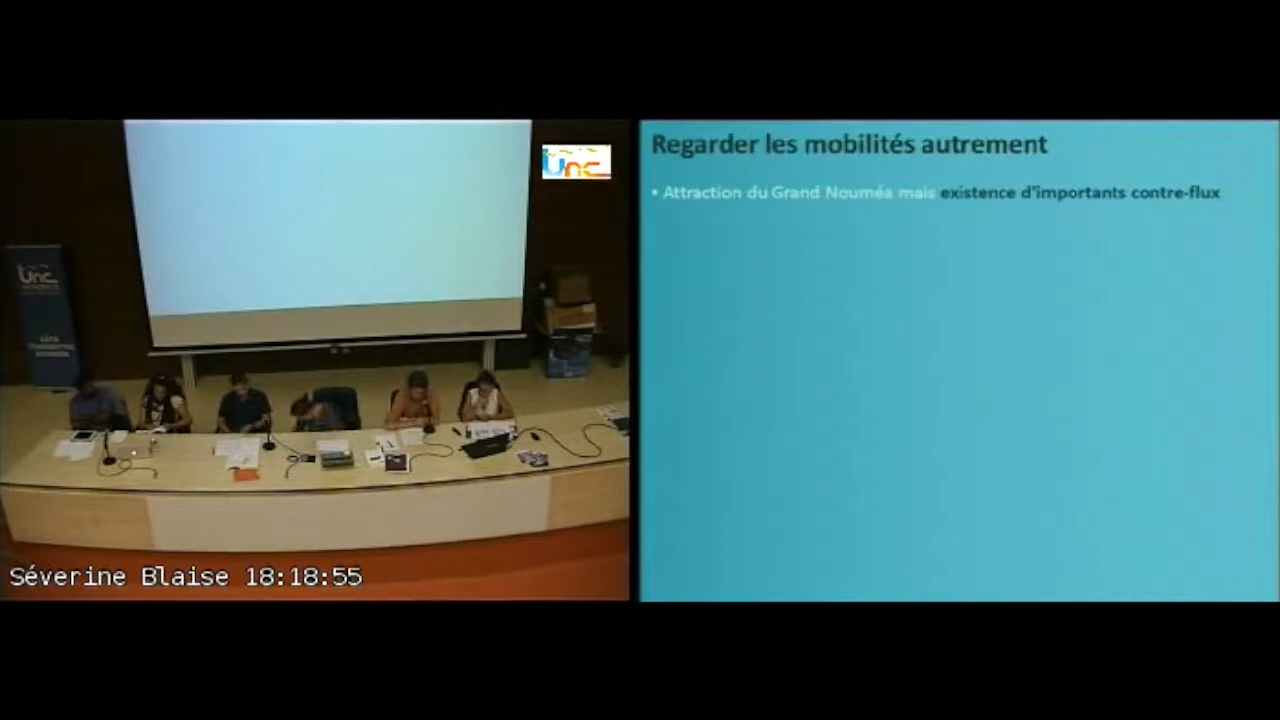 Unc
Unc
Regarder les mobilités autrement
• Attraction du Grand Nouméa mais existence d'importants contre-flux
Séverine Blaise 18:18:55